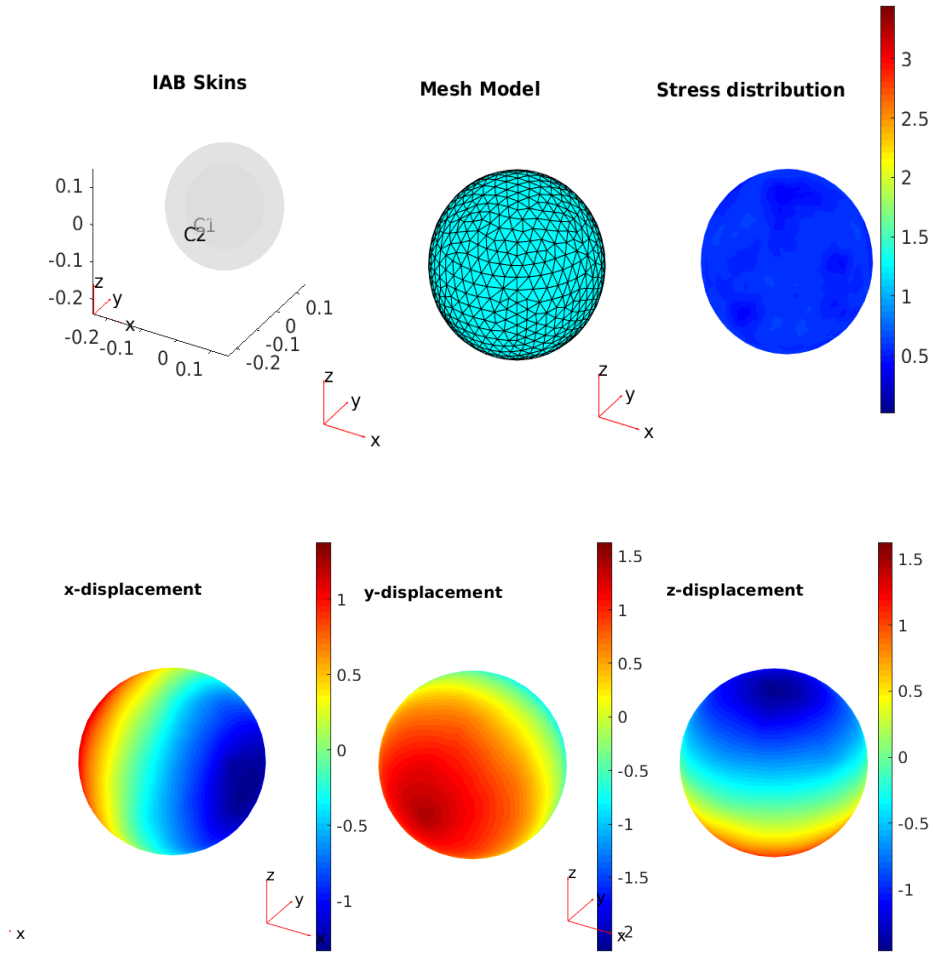 IAB Skins
Mesh Model
Stress distribution
3
2.5
2
1.5
1
0.5
0.1
0
-0.1
-0.2
C1
C2
z
y
x
-0.2
-0.1
0
0.1
-0.2
-0.1
0
0.1
z
y
x
z
y
x
x-displacement
1
0.5
0
-0.5
-1
y-displacement
1.5
1
0.5
0
-0.5
-1
-1.5
-2
z-displacement
1.5
1
0.5
0
-0.5
-1
x
z
y
x
z
y
x